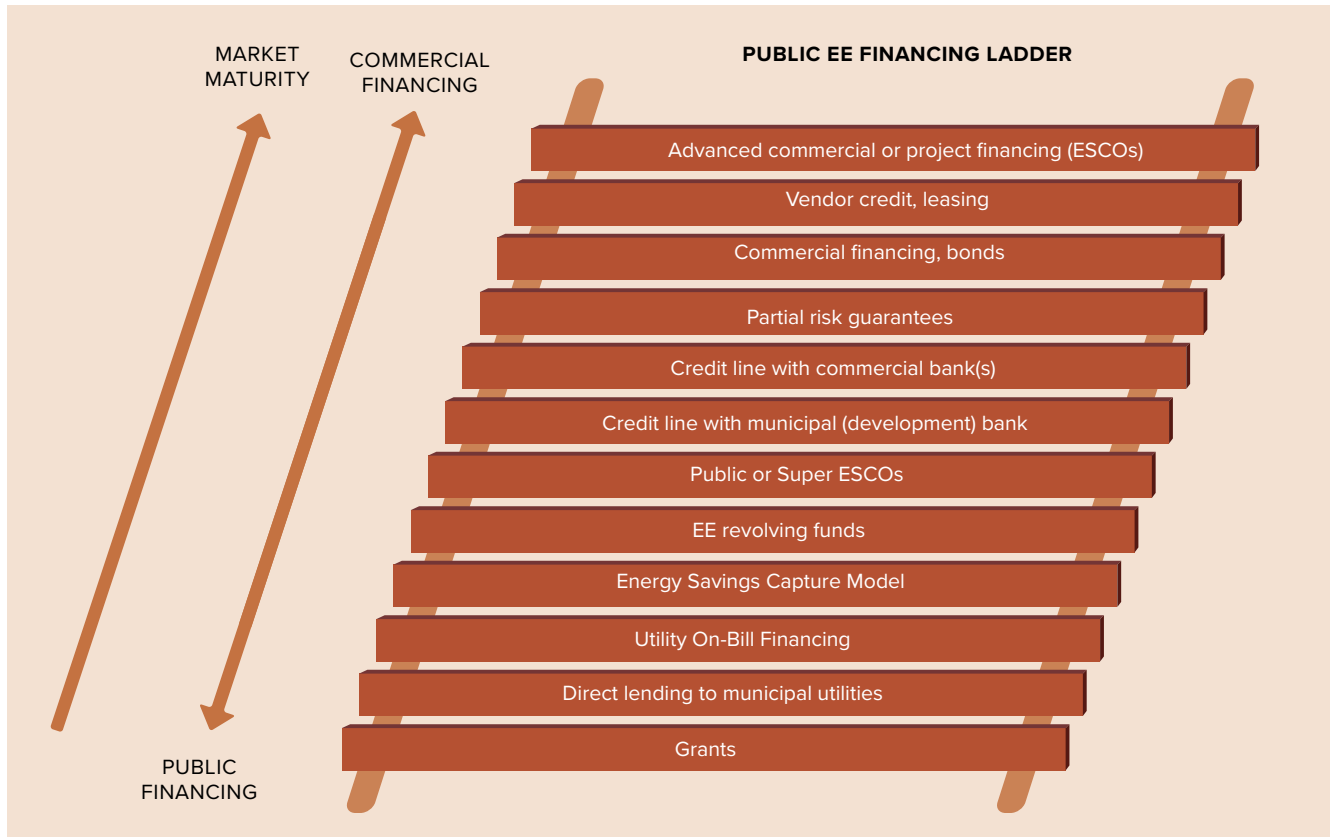 MARKET
MATURITY
COMMERCIAL
FINANCING
PUBLIC EE FINANCING LADDER
Advanced commercial or project financing (ESCOs)
Vendor credit, leasing
Commercial financing, bonds
Partial risk guarantees
Credit line with commercial bank(s)
Credit line with municipal (development) bank
Public or Super ESCOs
EE revolving funds
Energy Savings Capture Model
Utility On-Bill Financing
Direct lending to municipal utilities
Grants
PUBLIC
FINANCING